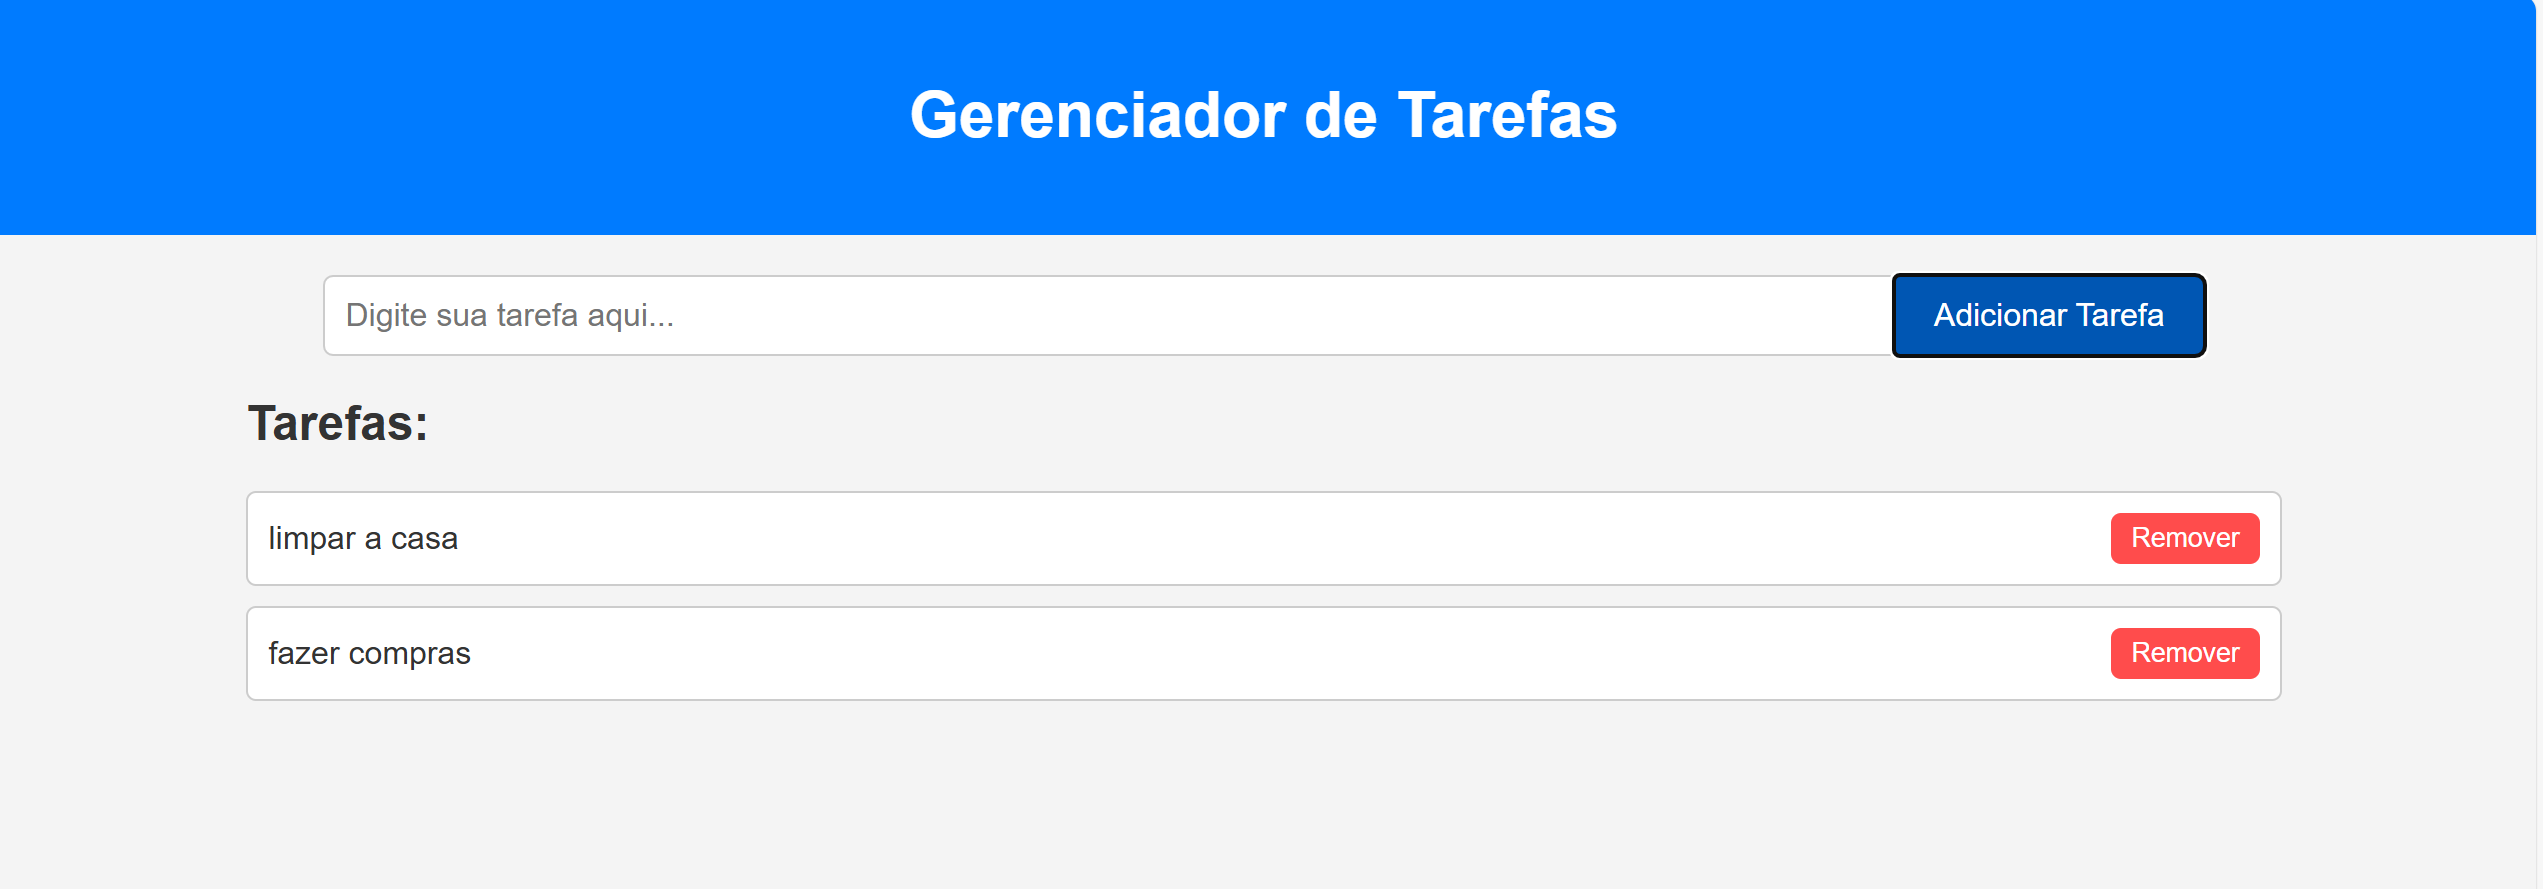 Gerenciador de Tarefas
Digite sua tarefa aqui...
Adicionar Tarefa
Tarefas:
limpar a casa
Remover
fazer compras
Remover